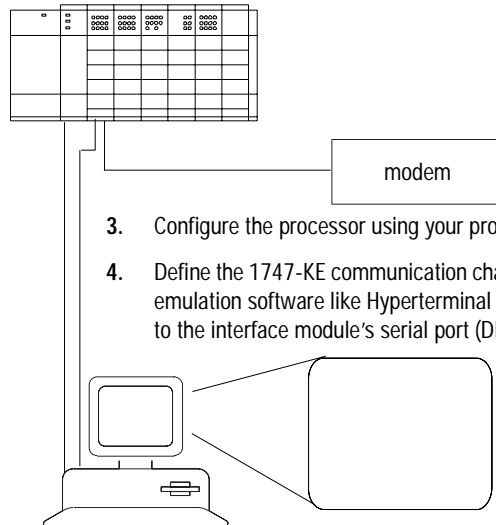 modem
3. Configure the processor using your pro
4. Define the 1747-KE communication cha
emulation software like Hyperterminal
to the interface module's serial port (D